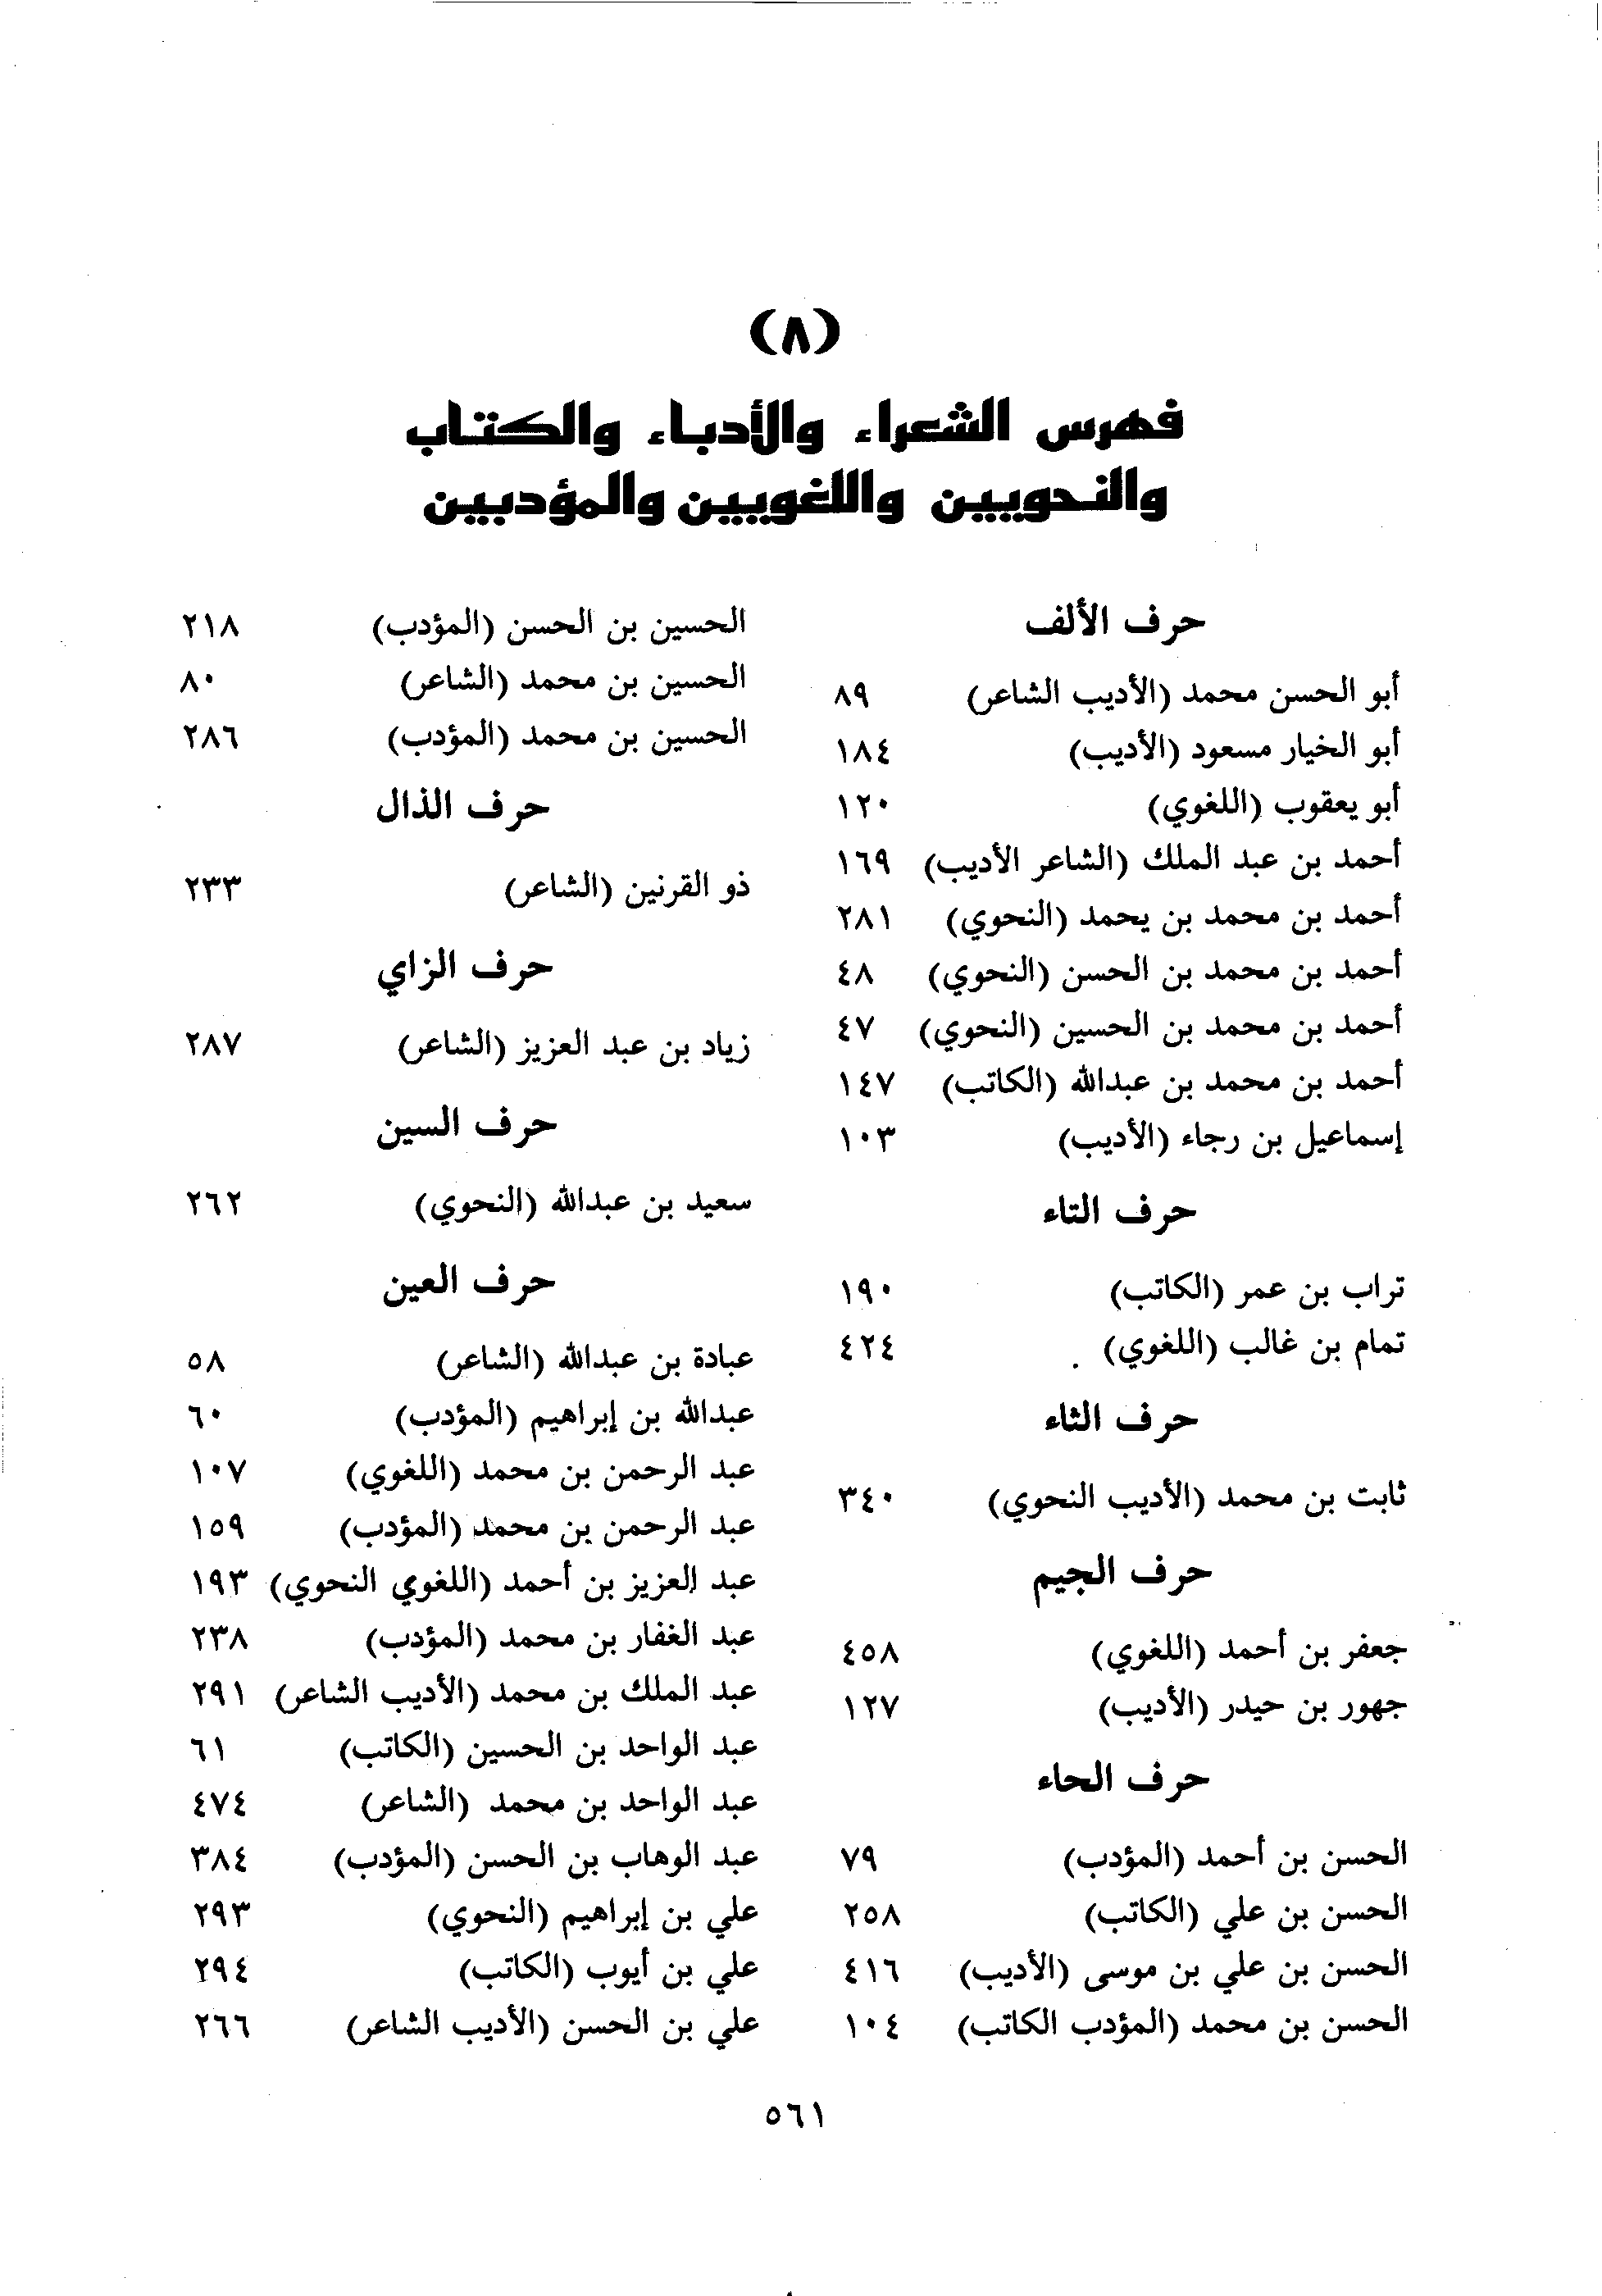 (٨)
فهرس الشعراء والأدباء والكتاب
والنحويين واللغويين والمؤدبين
حرف الألف
أبو الحسن محمد (الأديب الشاعر) ٨٩
أبو الخيار مسعود (الأديب) ١٨٤
أبو يعقوب (اللغوي) ١٢٠
أحمد بن عبد الملك (الشاعر الأديب) ١٦٩
أحمد بن محمد بن يحمد (النحوي) ٢٨١
أحمد بن محمد بن الحسن (النحوي) ٤٨
أحمد بن محمد بن الحسين (النحوي) ٤٧
أحمد بن محمد بن عبدالله (الكاتب) ١٤٧
إسماعيل بن رجاء (الأديب) ١٠٣
حرف التاء
تراب بن عمر (الكاتب) ١٩٠
تمام بن غالب (اللغوي) ٤٢٤
حرف الثاء
ثابت بن محمد (الأديب النحوي) ٣٤٠
حرف الجيم
جعفر بن أحمد (اللغوي) ٤٥٨
جهور بن حيدر (الأديب) ١٢٧
حرف الحاء
الحسن بن أحمد (المؤدب) ٧٩
الحسن بن علي (الكاتب) ٢٥٨
الحسن بن علي بن موسى (الأديب) ٤١٦
الحسن بن محمد (المؤدب الكاتب) ١٠٤
الحسين بن الحسن (المؤدب) ٢١٨
الحسين بن محمد (الشاعر) ٨٠
الحسين بن محمد (المؤدب) ٢٨٦
حرف الذال
ذو القرنين (الشاعر) ٢٣٣
حرف الزاي
زياد بن عبد العزيز (الشاعر) ٢٨٧
حرف السين
سعيد بن عبدالله (النحوي) ٢٦٢
حرف العين
عبادة بن عبدالله (الشاعر) ٥٨
عبدالله بن إبراهيم (المؤدب) ٦٠
عبد الرحمن بن محمد (اللغوي) ١٠٧
عبد الرحمن بن محمد (المؤدب) ١٥٩
عبد العزيز بن أحمد (اللغوي النحوي) ١٩٣
عبد الغفار بن محمد (المؤدب) ٢٣٨
عبد الملك بن محمد (الأديب الشاعر) ٢٩١
عبد الواحد بن الحسين (الكاتب) ٦١
عبد الواحد بن محمد (الشاعر) ٤٧٤
عبد الوهاب بن الحسن (المؤدب) ٣٨٤
علي بن إبراهيم (النحوي) ٢٩٣
علي بن أيوب (الكاتب) ٢٩٤
علي بن الحسن (الأديب الشاعر) ٢٦٦
٥٦١